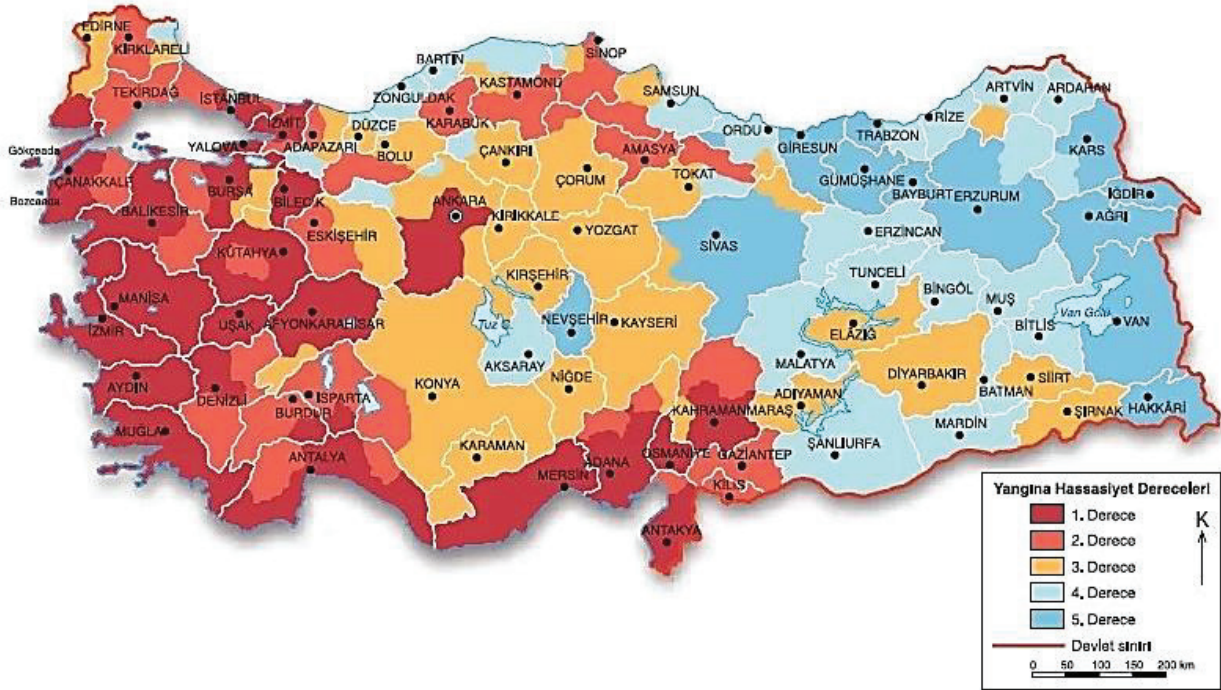 EDİRNE
KIRKLARELİ
TEKİRDAĞ
İSTANBUL
İZMİT
YALOVA
ADAPAZARI
DÜZCE
BOLU
ZONGULDAK
BARTIN
KARABÜK
KASTAMONU
SİNOP
SAMSUN
ÇANKIRI
ÇORUM
AMASYA
TOKAT
ORDU
GİRESUN
TRABZON
RİZE
ARTVİN
ARDAHAN
KARS
IĞDIR
AĞRI
GÜMÜŞHANE
BAYBURT
ERZURUM
ERZİNCAN
Gökçeada
Bozcaada
ÇANAKKALE
BALIKESİR
BURSA
BİLECİK
ESKİŞEHİR
KÜTAHYA
ANKARA
KIRIKKALE
YOZGAT
SİVAS
KIRŞEHİR
NEVŞEHİR
KAYSERİ
Tuz G.
AKSARAY
NİĞDE
KONYA
KARAMAN
MANİSA
İZMİR
UŞAK
AFYONKARAHİSAR
AYDIN
DENİZLİ
BURDUR
ISPARTA
MUĞLA
ANTALYA
MERSİN
ADANA
OSMANİYE
KAHRAMANMARAŞ
GAZİANTEP
KİLİS
ANTAKYA
TUNCELİ
BİNGÖL
MUŞ
BİTLİS
Van Gölü
VAN
ELAZIĞ
MALATYA
ADIYAMAN
DİYARBAKIR
BATMAN
SİİRT
ŞIRNAK
HAKKÂRİ
MARDİN
ŞANLIURFA
Yangına Hassasiyet Dereceleri
1. Derece
2. Derece
3. Derece
4. Derece
5. Derece
K
Devlet sınırı
0 50 100 150 200 km